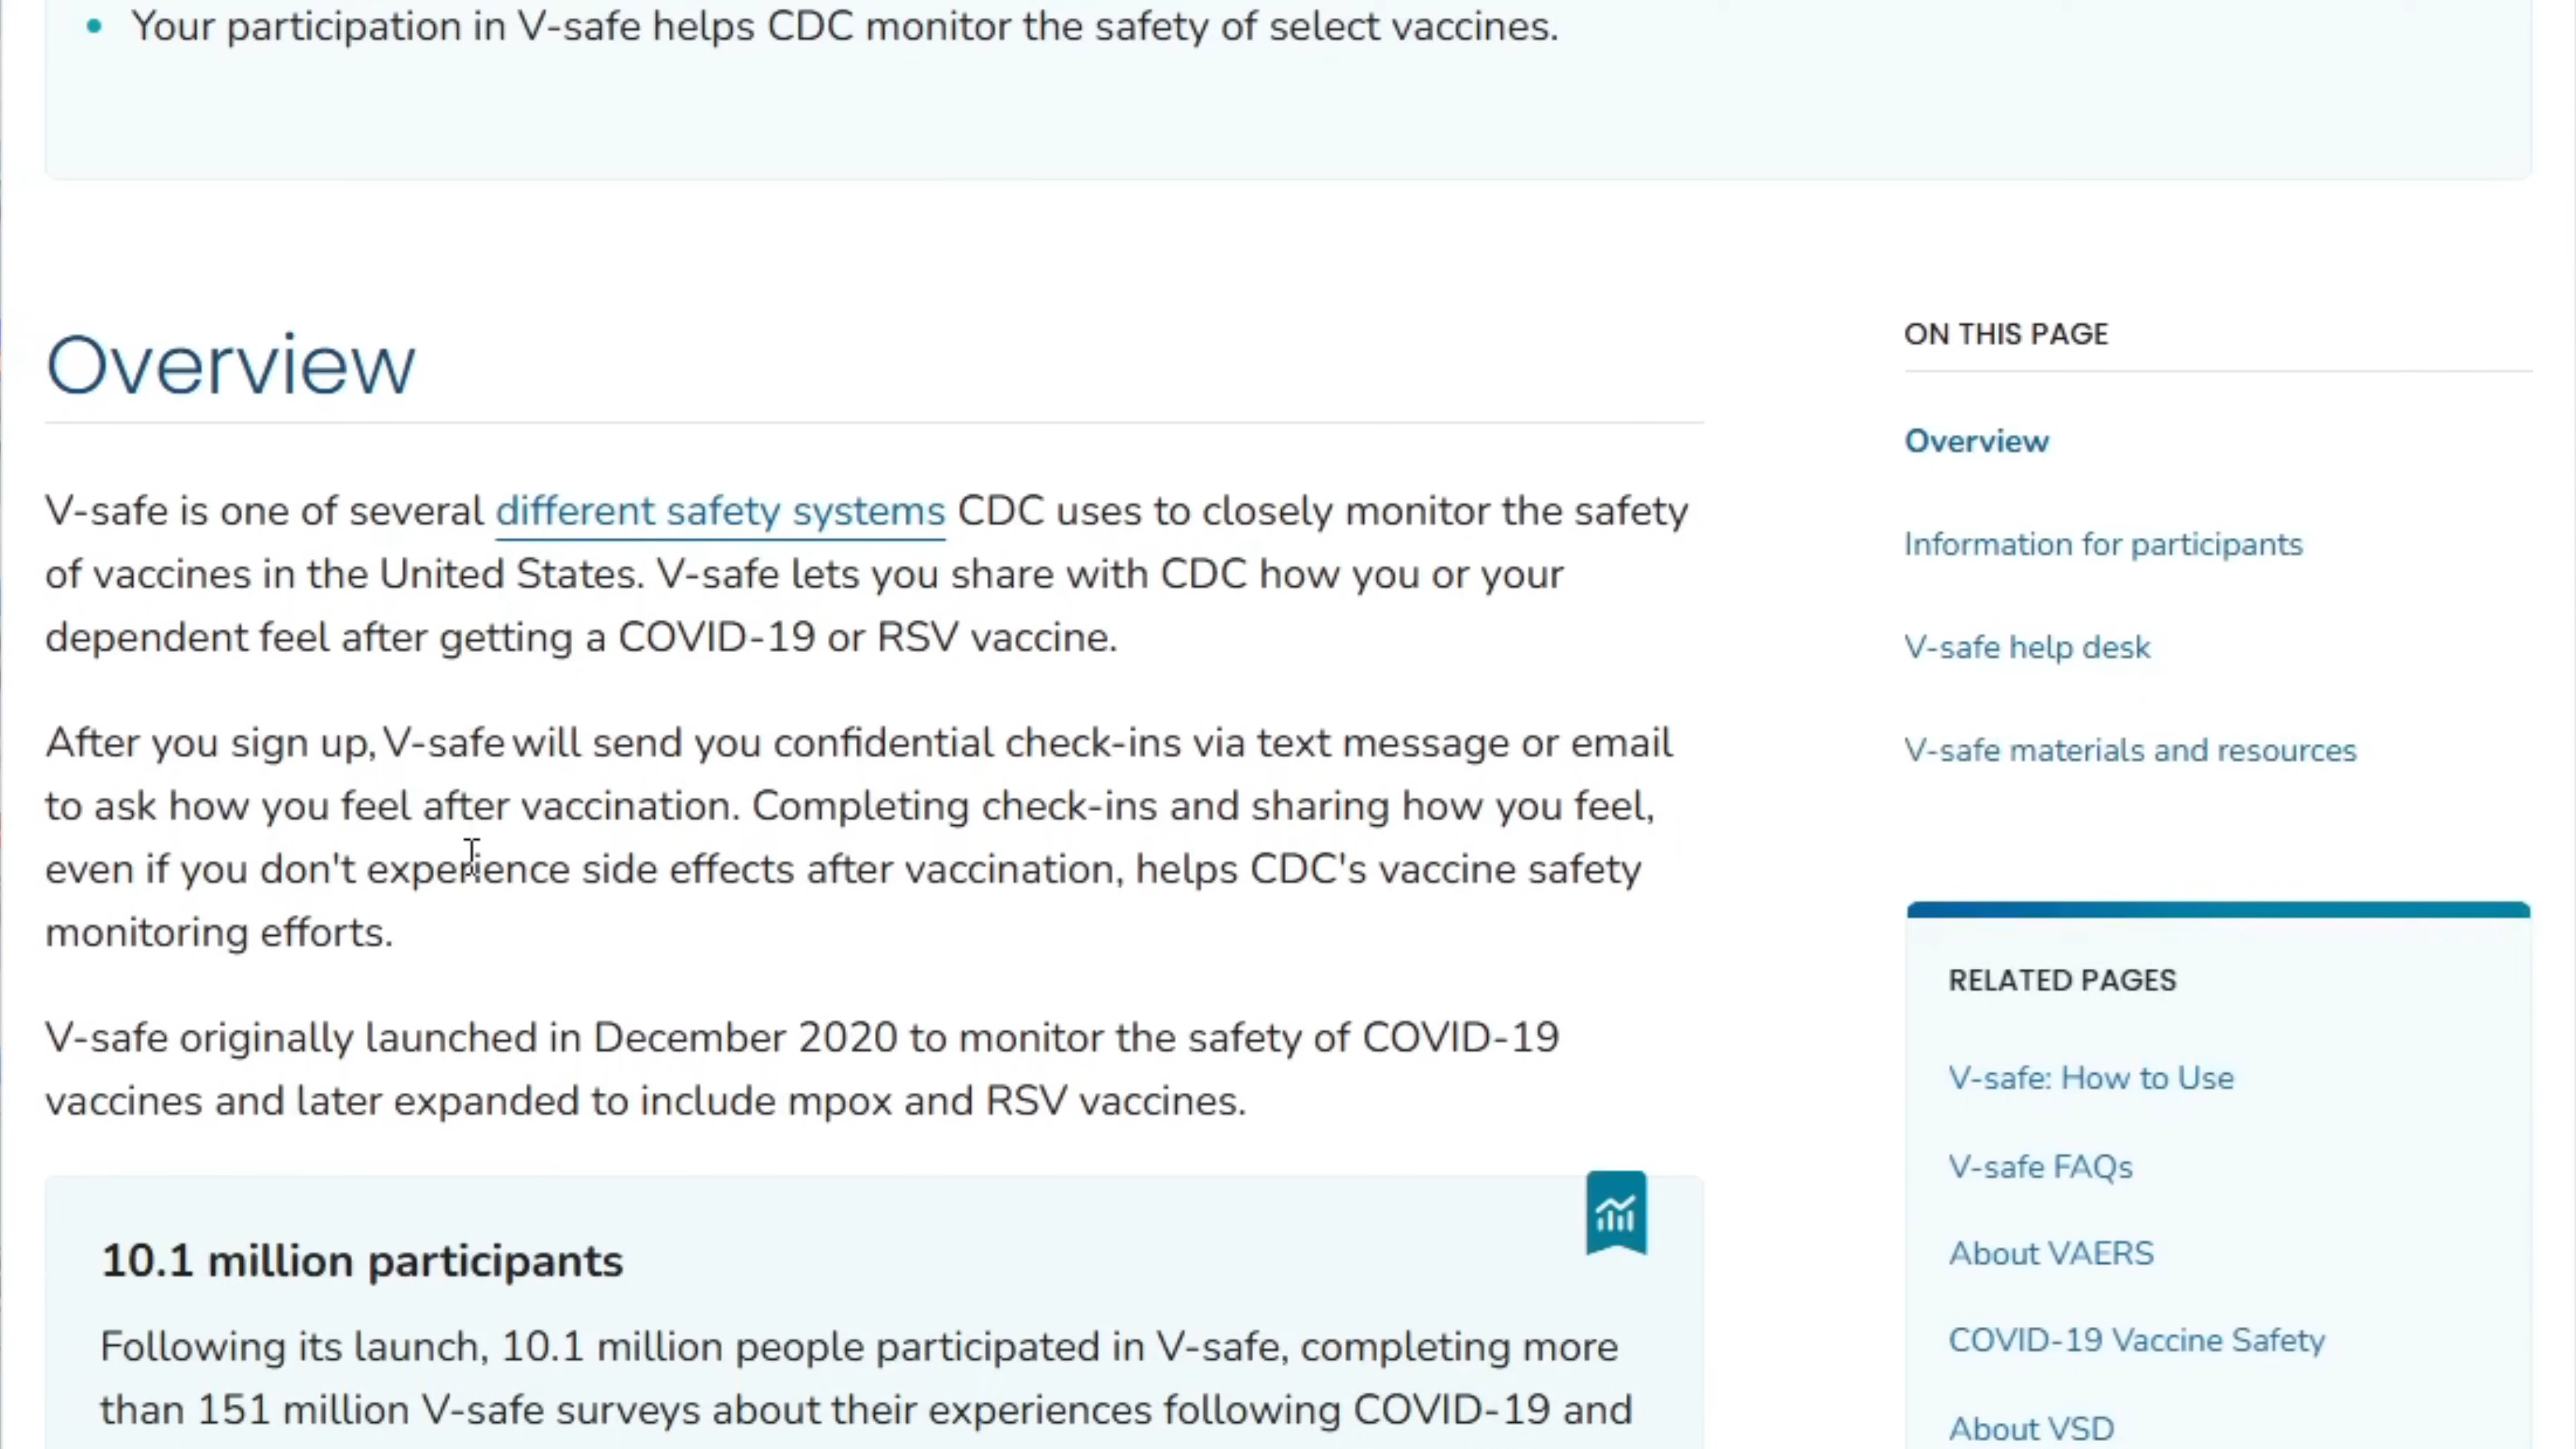 Your participation in V-safe helps CDC monitor the safety of select vaccines.
Overview
V-safe is one of several different safety systems CDC uses to closely monitor the safety
of vaccines in the United States. V-safe lets you share with CDC how you or your
dependent feel after getting a COVID-19 or RSV vaccine.
After you sign up, V-safe will send you confidential check-ins via text message or email
to ask how you feel after vaccination. Completing check-ins and sharing how you feel,
even if you don't experience side effects after vaccination, helps CDC's vaccine safety
monitoring efforts.
V-safe originally launched in December 2020 to monitor the safety of COVID-19
vaccines and later expanded to include mpox and RSV vaccines.
10.1 million participants
Following its launch, 10.1 million people participated in V-safe, completing more
than 151 million V-safe surveys about their experiences following COVID-19 and
ON THIS PAGE
Overview
Information for participants
V-safe help desk
V-safe materials and resources
RELATED PAGES
V-safe: How to Use
V-safe FAQs
About VAERS
COVID-19 Vaccine Safety
About VSD